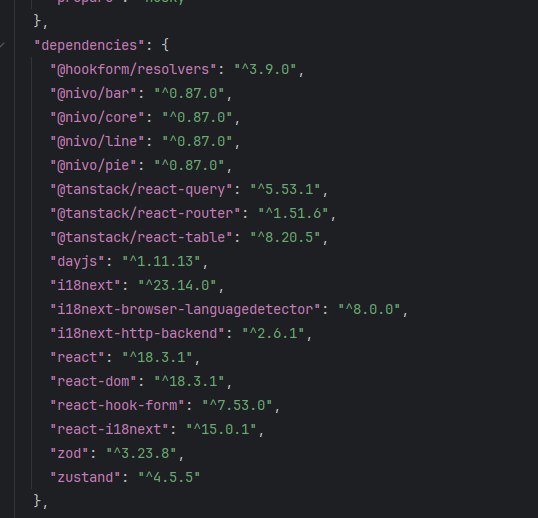 },
"dependencies": {
"@hookform/resolvers": "^3.9.0",
"@nivo/bar": "^0.87.0",
"@nivo/core": "^0.87.0",
"@nivo/line": "^0.87.0",
"@nivo/pie": "^0.87.0",
"@tanstack/react-query": "^5.53.1",
"@tanstack/react-router": "^1.51.6",
"@tanstack/react-table": "^8.20.5",
"dayjs": "^1.11.13",
"i18next": "^23.14.0",
"i18next-browser-languagedetector": "^8.0.0",
"i18next-http-backend": "^2.6.1",
"react": "^18.3.1",
"react-dom": "^18.3.1",
"react-hook-form": "^7.53.0",
"react-i18next": "^15.0.1",
"zod": "^3.23.8",
"zustand": "^4.5.5"
},